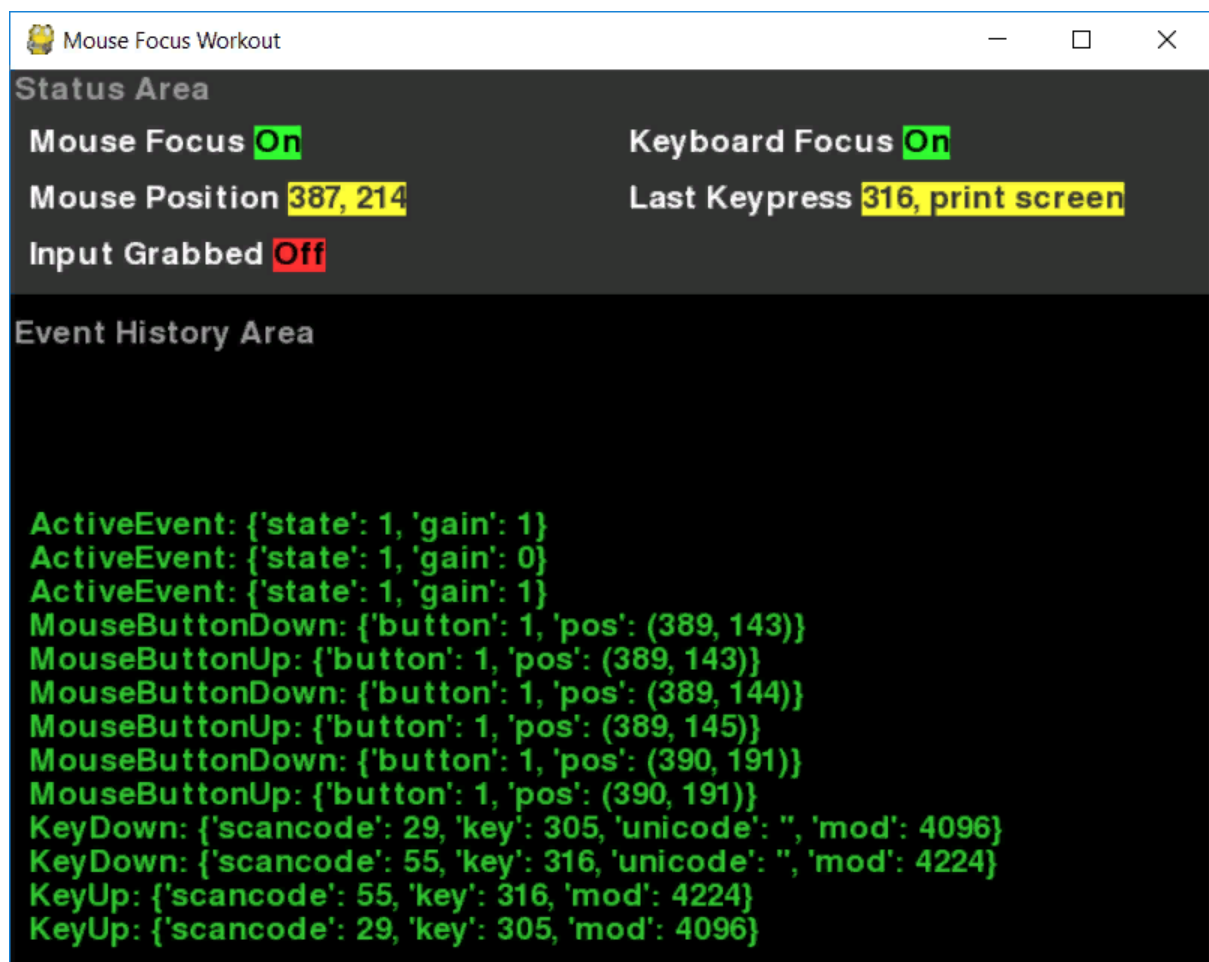 Mouse Focus Workout
Status Area
Mouse Focus On
Keyboard Focus On
Mouse Position 387, 214
Last Keypress 316, print screen
Input Grabbed Off
Event History Area
ActiveEvent: {'state': 1, 'gain': 1}
ActiveEvent: {'state': 1, 'gain': 0}
ActiveEvent: {'state': 1, 'gain': 1}
MouseButtonDown: {'button': 1, 'pos': (389, 143)}
MouseButtonUp: {'button': 1, 'pos': (389, 143)}
MouseButtonDown: {'button': 1, 'pos': (389, 144)}
MouseButtonUp: {'button': 1, 'pos': (389, 145)}
MouseButtonDown: {'button': 1, 'pos': (390, 191)}
MouseButtonUp: {'button': 1, 'pos': (390, 191)}
KeyDown: {'scancode': 29, 'key': 305, 'unicode': '', 'mod': 4096}
KeyDown: {'scancode': 55, 'key': 316, 'unicode': '', 'mod': 4224}
KeyUp: {'scancode': 55, 'key': 316, 'mod': 4224}
KeyUp: {'scancode': 29, 'key': 305, 'mod': 4096}